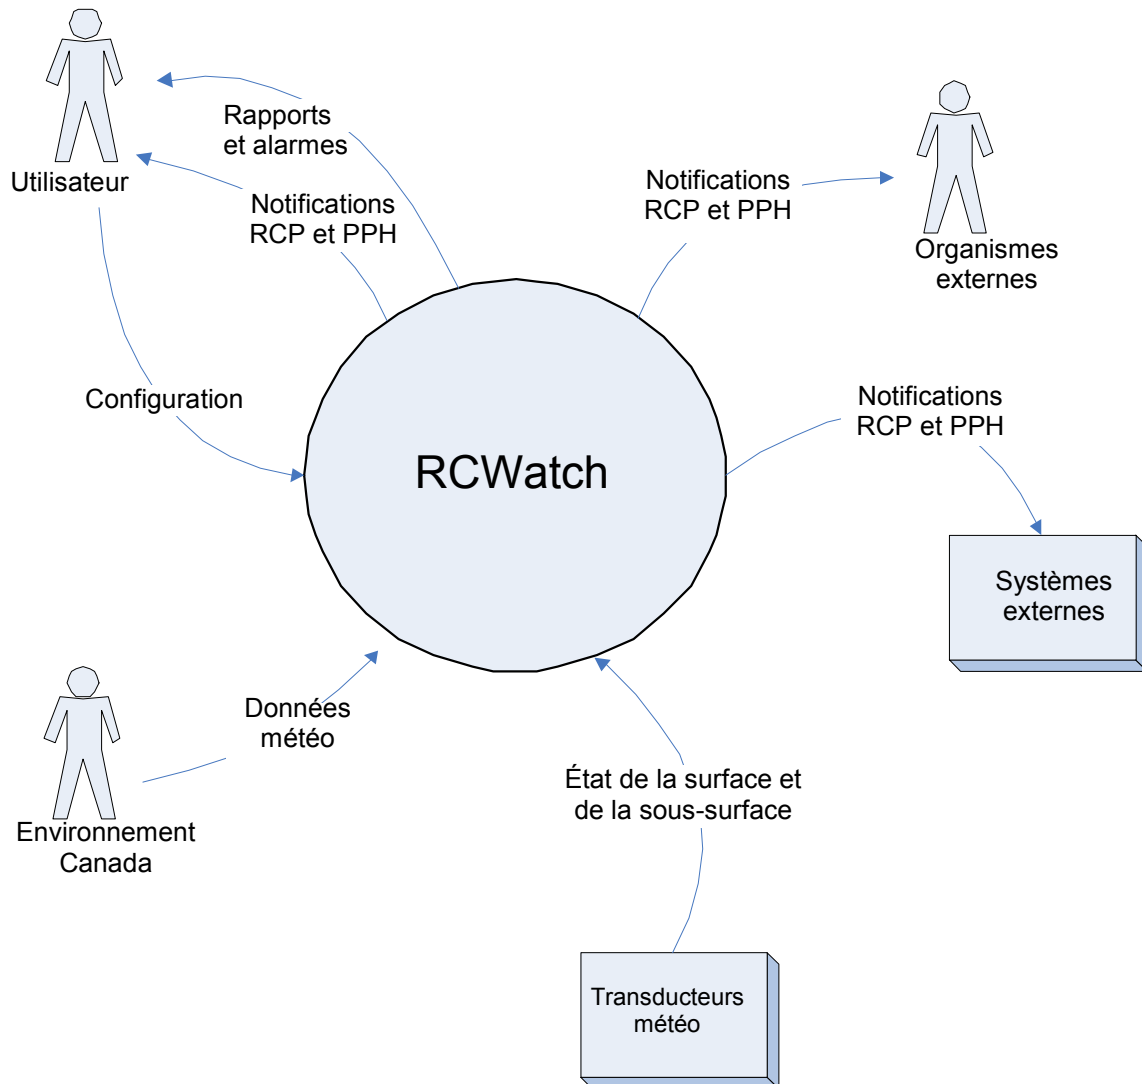 Rapports
et alarmes
Utilisateur
Notifications
RCP et PPH
Notifications
RCP et PPH
Organismes
externes
Configuration
Notifications
RCP et PPH
RCWatch
Systèmes
externes
Données
météo
Environnement
Canada
État de la surface et
de la sous-surface
Transducteurs
météo